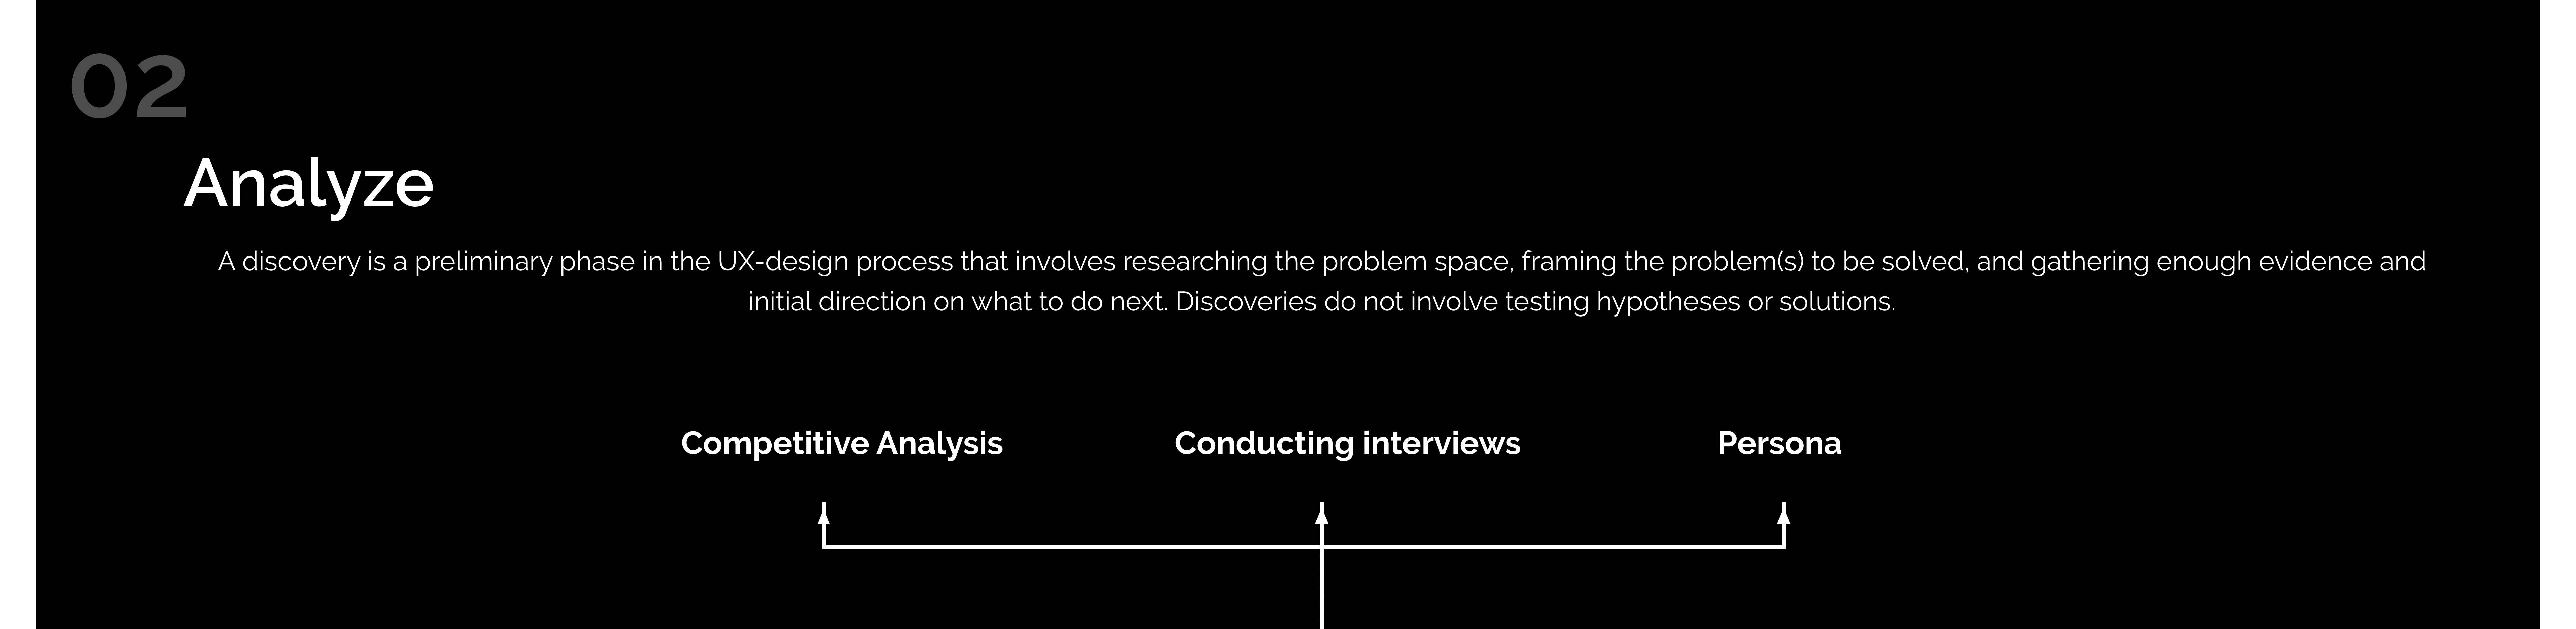 02
Analyze
A discovery is a preliminary phase in the UX-design process that involves researching the problem space, framing the problem(s) to be solved, and gathering enough evidence and
initial direction on what to do next. Discoveries do not involve testing hypotheses or solutions.
Competitive Analysis
Conducting interviews
Persona